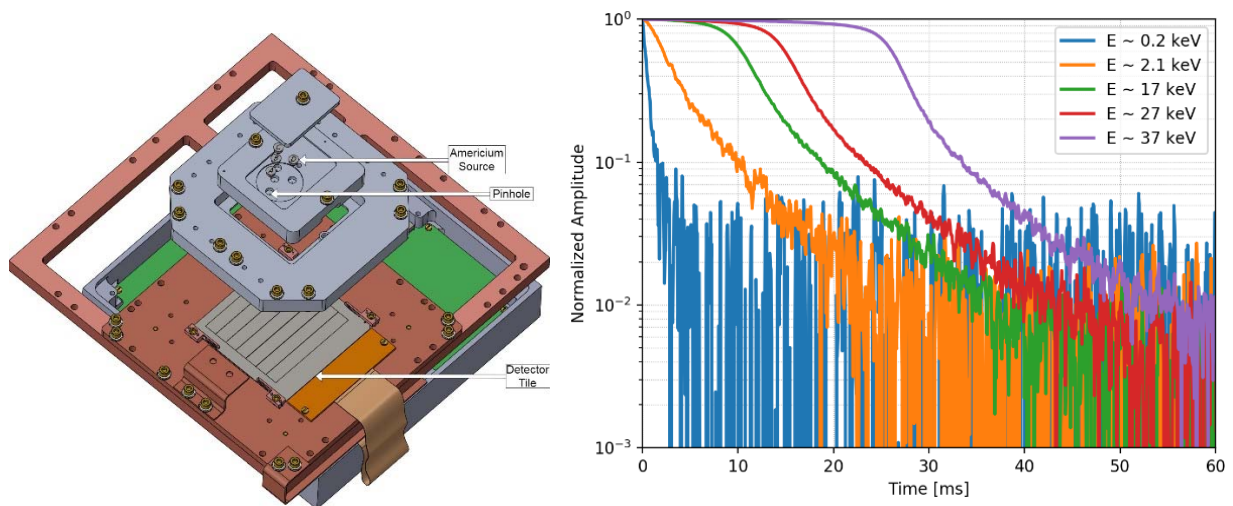 Americium
Source
Pinhole
Detector
Tile
Normalized Amplitude
10⁰
10⁻¹
10⁻²
10⁻³
E ~ 0.2 keV
E ~ 2.1 keV
E ~ 17 keV
E ~ 27 keV
E ~ 37 keV
0 10 20 30 40 50 60
Time [ms]